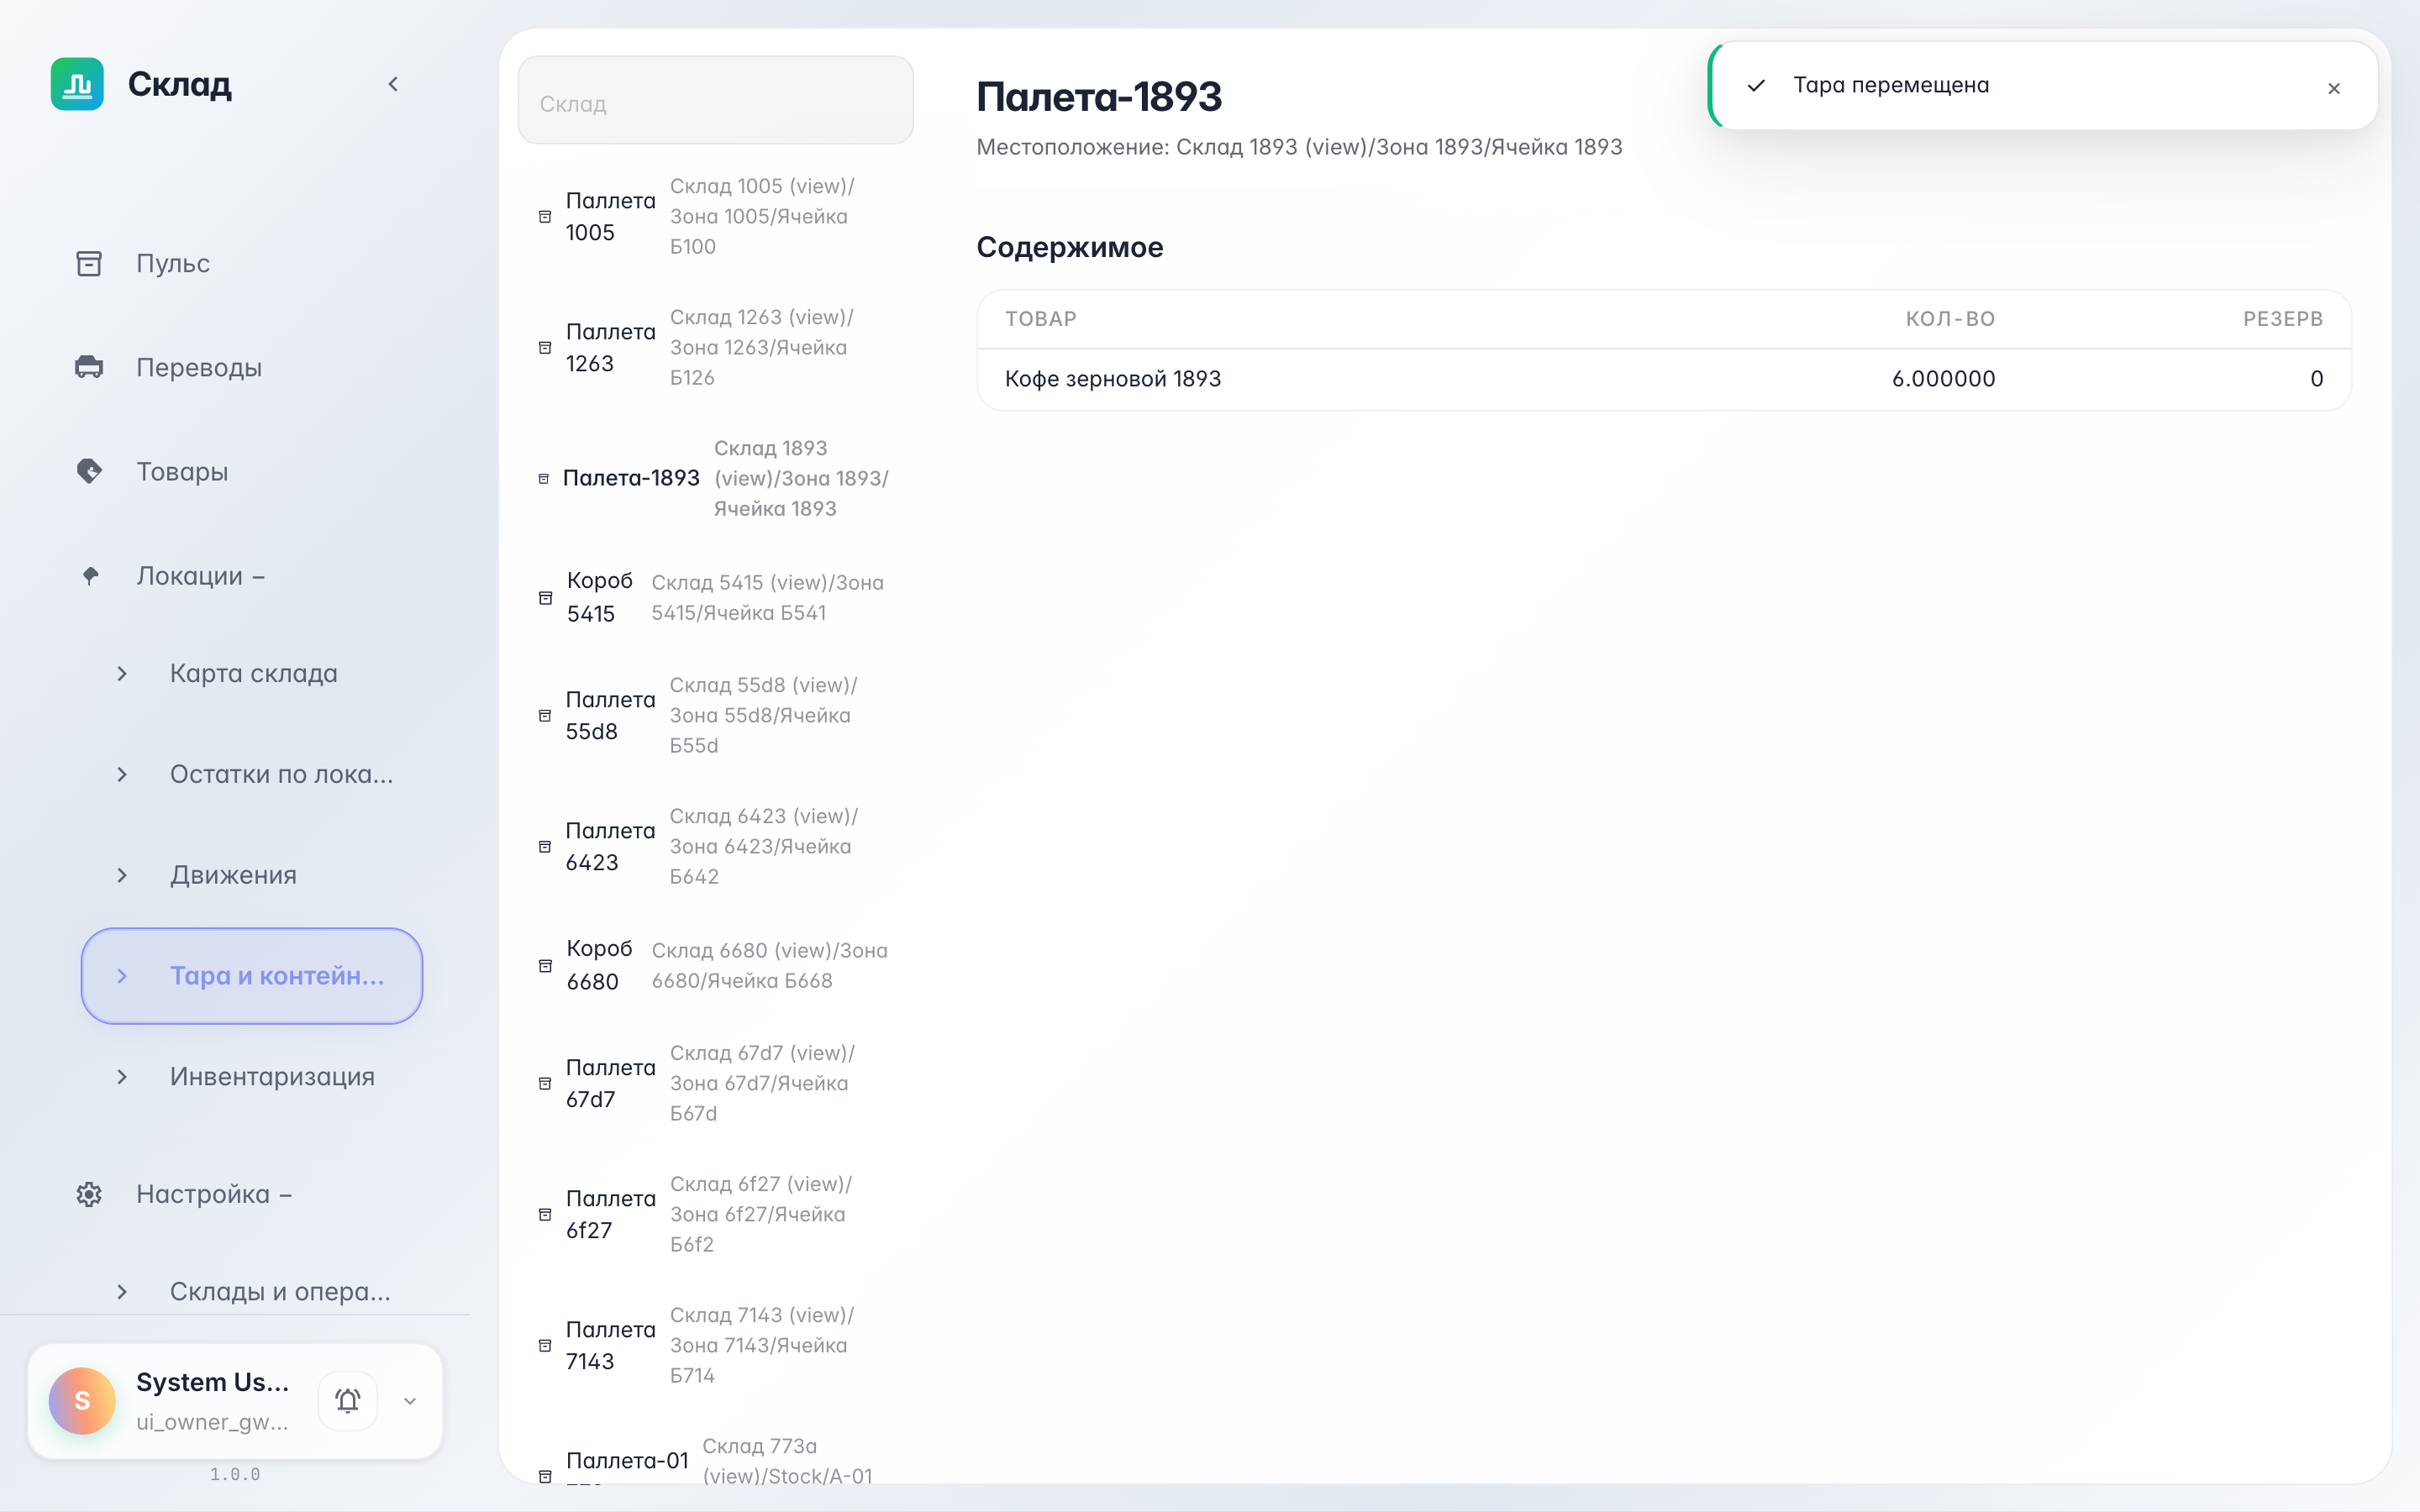 Склад
Пульс
Переводы
Товары
Локации –
Карта склада
Остатки по лока...
Движения
Тара и контейн...
Инвентаризация
Настройка –
Склады и опера...
S
System Us...
ui_owner_gw...
1.0.0
Склад
Паллета 1005
Склад 1005 (view)/
Зона 1005/Ячейка
Б100
Паллета 1263
Склад 1263 (view)/
Зона 1263/Ячейка
Б126
Палета-1893
Склад 1893
(view)/Зона 1893/
Ячейка 1893
Короб 5415
Склад 5415 (view)/Зона
5415/Ячейка Б541
Паллета 55d8
Склад 55d8 (view)/
Зона 55d8/Ячейка
Б55d
Паллета 6423
Склад 6423 (view)/
Зона 6423/Ячейка
Б642
Короб 6680
Склад 6680 (view)/Зона
6680/Ячейка Б668
Паллета 67d7
Склад 67d7 (view)/
Зона 67d7/Ячейка
Б67d
Паллета 6f27
Склад 6f27 (view)/
Зона 6f27/Ячейка
Б6f2
Паллета 7143
Склад 7143 (view)/
Зона 7143/Ячейка
Б714
Паллета-01
Склад 773a
(view)/Stock/A-01
Палета-1893
Местоположение: Склад 1893 (view)/Зона 1893/Ячейка 1893
Тара перемещена
Содержимое
ТОВАР КОЛ-ВО РЕЗЕРВ
Кофе зерновой 1893 6.000000 0